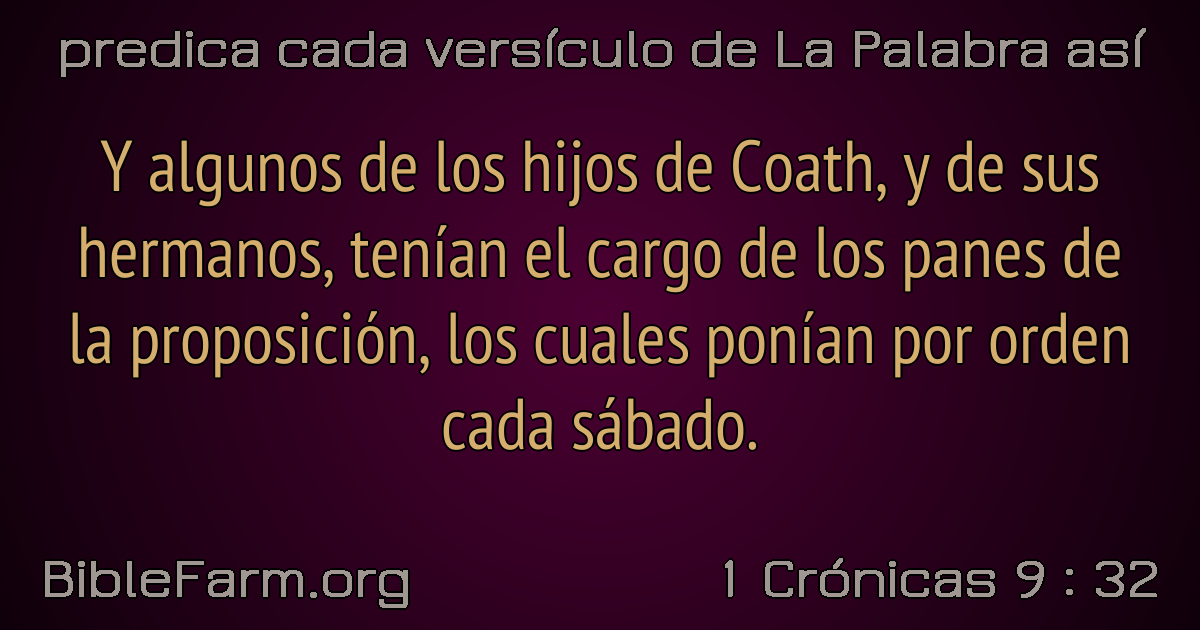 predica cada versículo de La Palabra así
Y algunos de los hijos de Coath, y de sus
hermanos, tenían el cargo de los panes de
la proposición, los cuales ponían por orden
cada sábado.
BibleFarm.org
1 Crónicas 9 : 32